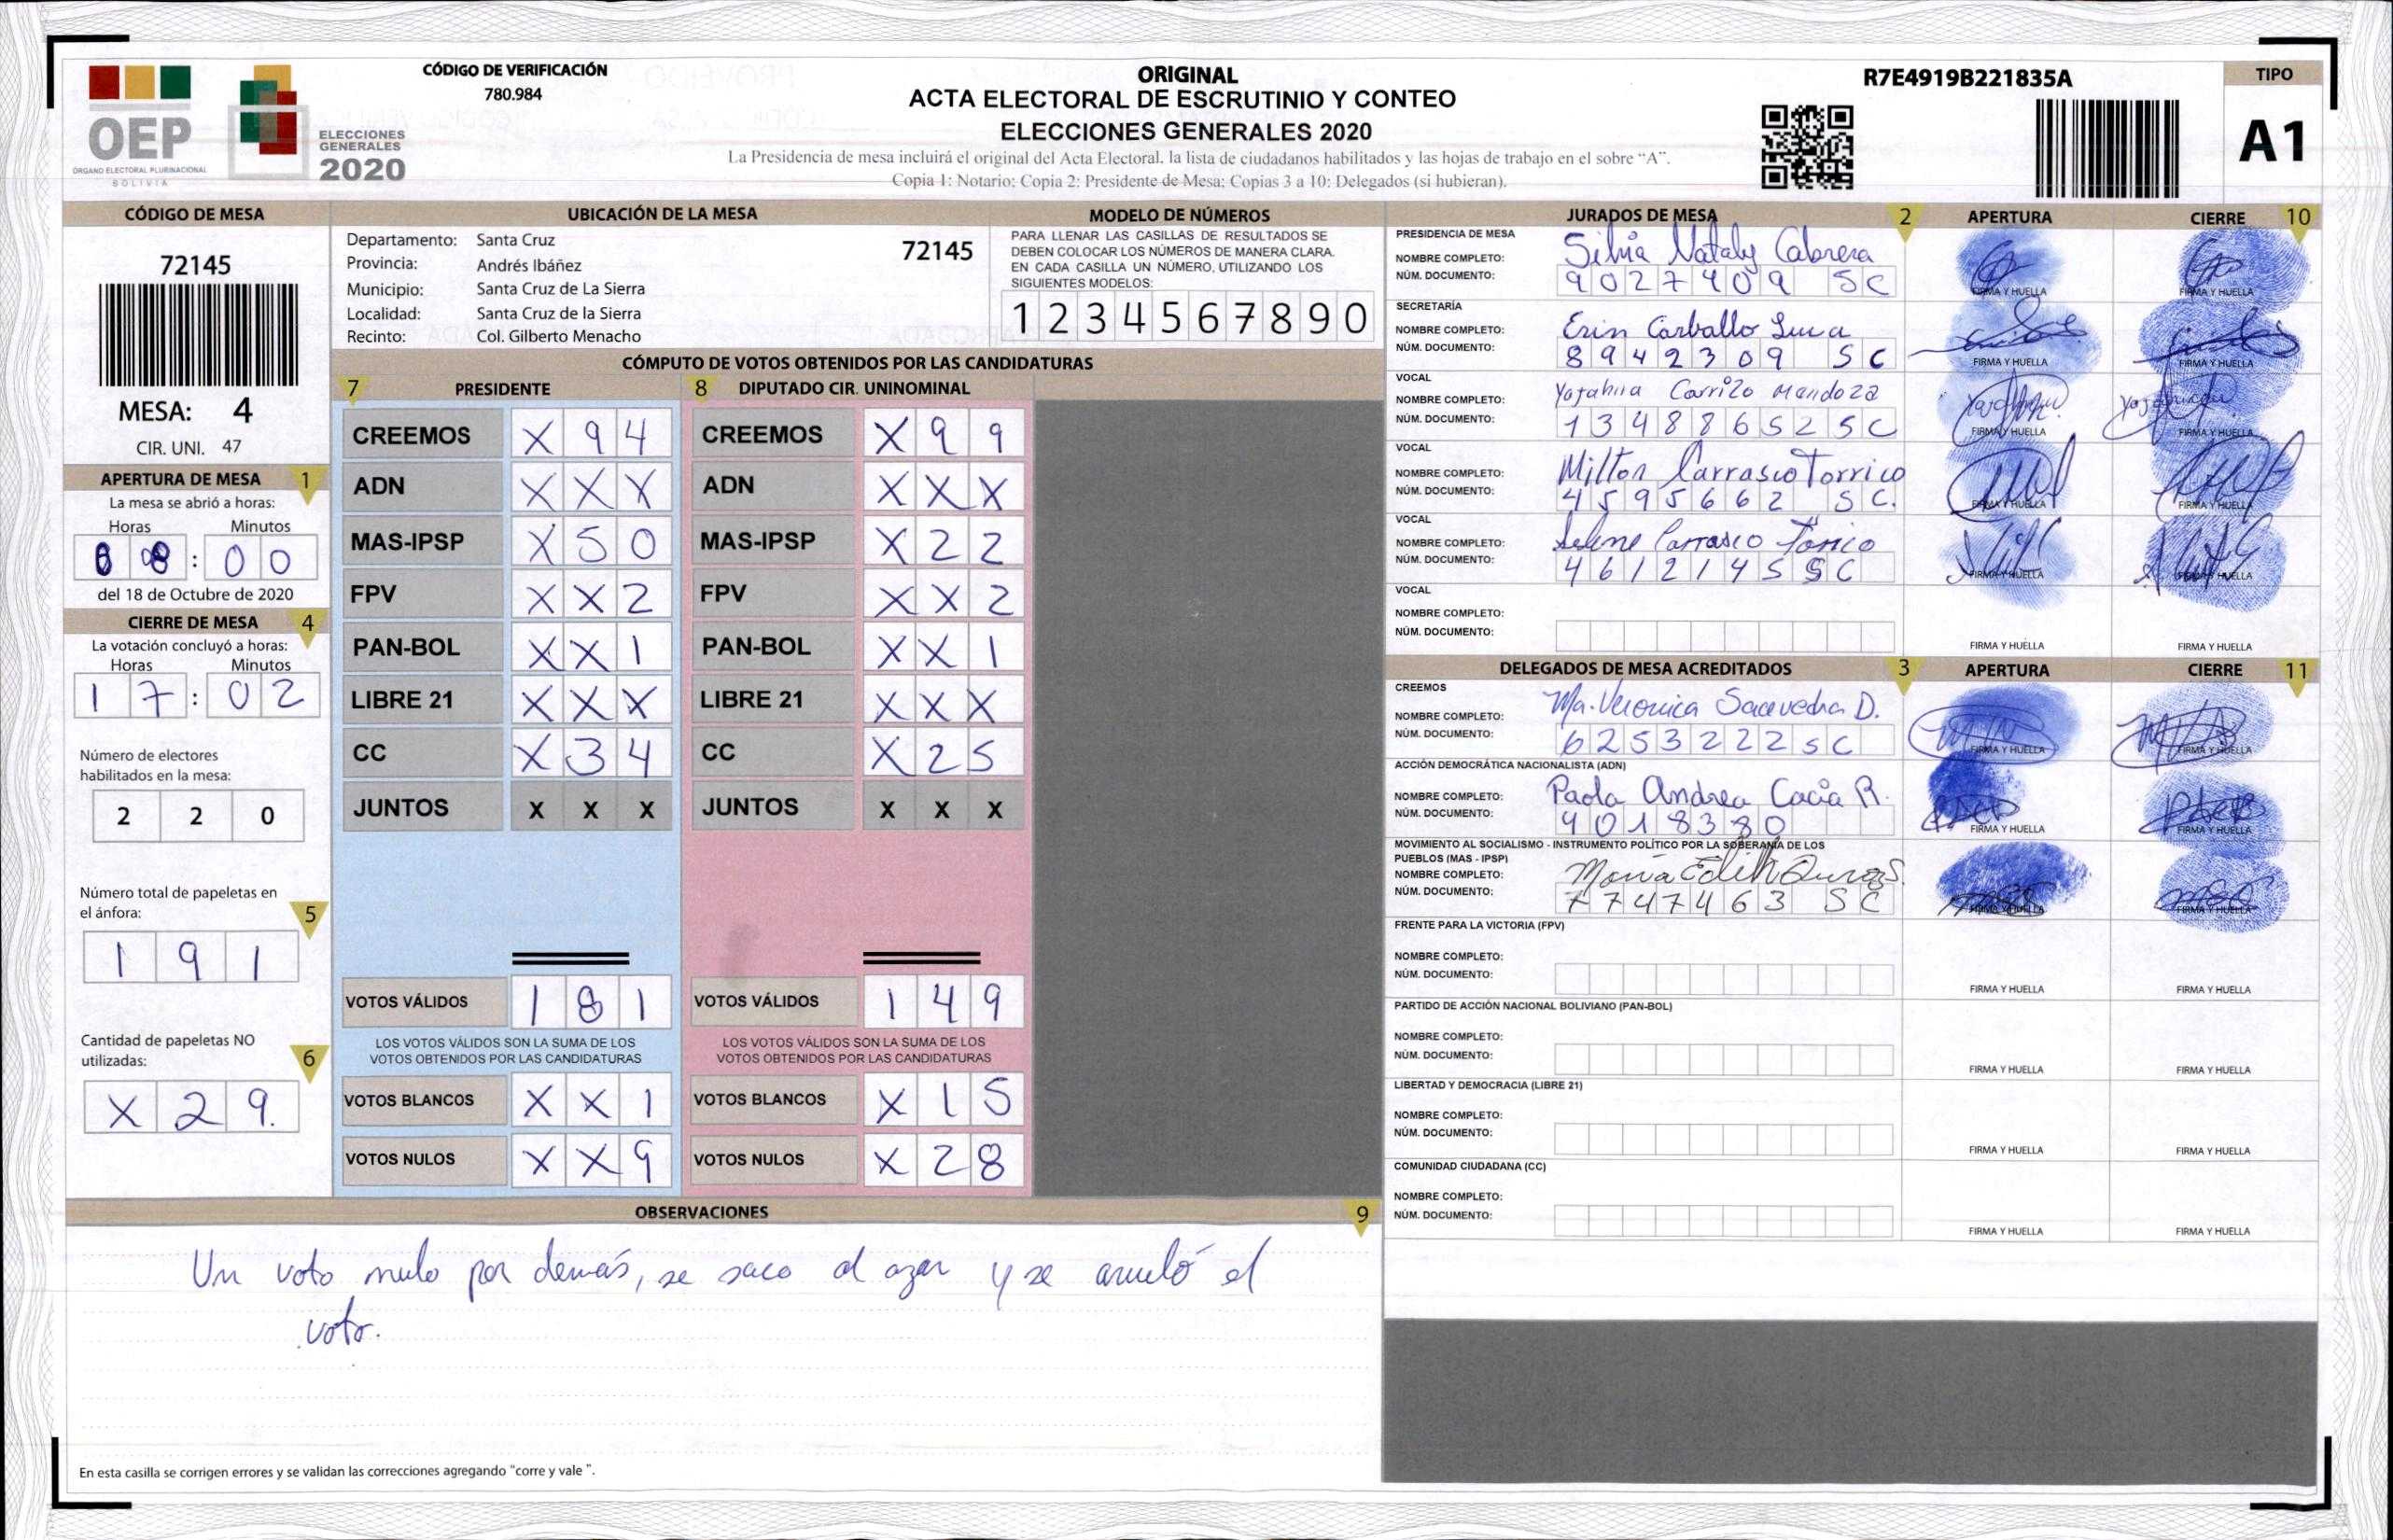 OEP
ÓRGANO ELECTORAL PLURINACIONAL
BOLIVIA
ELECCIONES
GENERALES
2020
CÓDIGO DE VERIFICACIÓN
780.984
ORIGINAL
ACTA ELECTORAL DE ESCRUTINIO Y CONTEO
ELECCIONES GENERALES 2020
La Presidencia de mesa incluirá el original del Acta Electoral. la lista de ciudadanos habilitados y las hojas de trabajo en el sobre “A”.
Copia 1: Notario; Copia 2: Presidente de Mesa; Copias 3 a 10: Delegados (si hubieran).
R7E4919B221835A
TIPO
A1
CÓDIGO DE MESA
72145
MESA: 4
CIR. UNI. 47
APERTURA DE MESA 1
La mesa se abrió a horas:
Horas Minutos
08:00
del 18 de Octubre de 2020
CIERRE DE MESA 4
La votación concluyó a horas:
Horas Minutos
17:02
Número de electores
habilitados en la mesa:
2 2 0
Número total de papeletas en
el ánfora: 5
1 9 1
Cantidad de papeletas NO
utilizadas: 6
X 2 9.
UBICACIÓN DE LA MESA
Departamento: Santa Cruz
Provincia: Andrés Ibáñez
Municipio: Santa Cruz de La Sierra
Localidad: Santa Cruz de la Sierra
Recinto: Col. Gilberto Menacho
72145
MODELO DE NÚMEROS
PARA LLENAR LAS CASILLAS DE RESULTADOS SE
DEBEN COLOCAR LOS NÚMEROS DE MANERA CLARA.
EN CADA CASILLA UN NÚMERO, UTILIZANDO LOS
SIGUIENTES MODELOS:
1 2 3 4 5 6 7 8 9 0
CÓMPUTO DE VOTOS OBTENIDOS POR LAS CANDIDATURAS
7 PRESIDENTE
CREEMOS X 9 4
ADN X X X
MAS-IPSP X 5 0
FPV X X 2
PAN-BOL X X 1
LIBRE 21 X X X
CC X 3 4
JUNTOS X X X
VOTOS VÁLIDOS 1 8 1
LOS VOTOS VÁLIDOS SON LA SUMA DE LOS
VOTOS OBTENIDOS POR LAS CANDIDATURAS
VOTOS BLANCOS X X 1
VOTOS NULOS X X 9
8 DIPUTADO CIR. UNINOMINAL
CREEMOS X 9 9
ADN X X X
MAS-IPSP X 2 2
FPV X X 2
PAN-BOL X X 1
LIBRE 21 X X X
CC X 2 5
JUNTOS X X X
VOTOS VÁLIDOS 1 4 9
LOS VOTOS VÁLIDOS SON LA SUMA DE LOS
VOTOS OBTENIDOS POR LAS CANDIDATURAS
VOTOS BLANCOS X 1 5
VOTOS NULOS X 2 8
OBSERVACIONES 9
Un voto nulo por demás, se saco al azar y se anuló el
voto.
En esta casilla se corrigen errores y se validan las correcciones agregando "corre y vale ".
JURADOS DE MESA 2 APERTURA CIERRE 10
PRESIDENCIA DE MESA
NOMBRE COMPLETO: Silvia Nataly Cabrera
NÚM. DOCUMENTO: 9027409 SC
FIRMA Y HUELLA FIRMA Y HUELLA
SECRETARÍA
NOMBRE COMPLETO: Erin Carballo
NÚM. DOCUMENTO: 8942309 SC
FIRMA Y HUELLA FIRMA Y HUELLA
VOCAL
NOMBRE COMPLETO: Carrizo Mendoza
NÚM. DOCUMENTO: 13488652SC
FIRMA Y HUELLA FIRMA Y HUELLA
VOCAL
NOMBRE COMPLETO: Milton Carrasco Torrico
NÚM. DOCUMENTO: 4595662 SC.
FIRMA Y HUELLA FIRMA Y HUELLA
VOCAL
NOMBRE COMPLETO: Selene Carrasco Torico
NÚM. DOCUMENTO: 4612145 SC
FIRMA Y HUELLA FIRMA Y HUELLA
VOCAL
NOMBRE COMPLETO:
NÚM. DOCUMENTO:
FIRMA Y HUELLA FIRMA Y HUELLA
DELEGADOS DE MESA ACREDITADOS 3 APERTURA CIERRE 11
CREEMOS
NOMBRE COMPLETO: Ma. Veronica Saavedra D.
NÚM. DOCUMENTO: 6253222SC
FIRMA Y HUELLA FIRMA Y HUELLA
ACCIÓN DEMOCRÁTICA NACIONALISTA (ADN)
NOMBRE COMPLETO: Paola Andrea R.
NÚM. DOCUMENTO: 9018380
FIRMA Y HUELLA FIRMA Y HUELLA
MOVIMIENTO AL SOCIALISMO - INSTRUMENTO POLÍTICO POR LA SOBERANÍA DE LOS
PUEBLOS (MAS - IPSP)
NOMBRE COMPLETO: Maria Edith
NÚM. DOCUMENTO: 7747463 SC
FIRMA Y HUELLA FIRMA Y HUELLA
FRENTE PARA LA VICTORIA (FPV)
NOMBRE COMPLETO:
NÚM. DOCUMENTO:
FIRMA Y HUELLA FIRMA Y HUELLA
PARTIDO DE ACCIÓN NACIONAL BOLIVIANO (PAN-BOL)
NOMBRE COMPLETO:
NÚM. DOCUMENTO:
FIRMA Y HUELLA FIRMA Y HUELLA
LIBERTAD Y DEMOCRACIA (LIBRE 21)
NOMBRE COMPLETO:
NÚM. DOCUMENTO:
FIRMA Y HUELLA FIRMA Y HUELLA
COMUNIDAD CIUDADANA (CC)
NOMBRE COMPLETO:
NÚM. DOCUMENTO:
FIRMA Y HUELLA FIRMA Y HUELLA